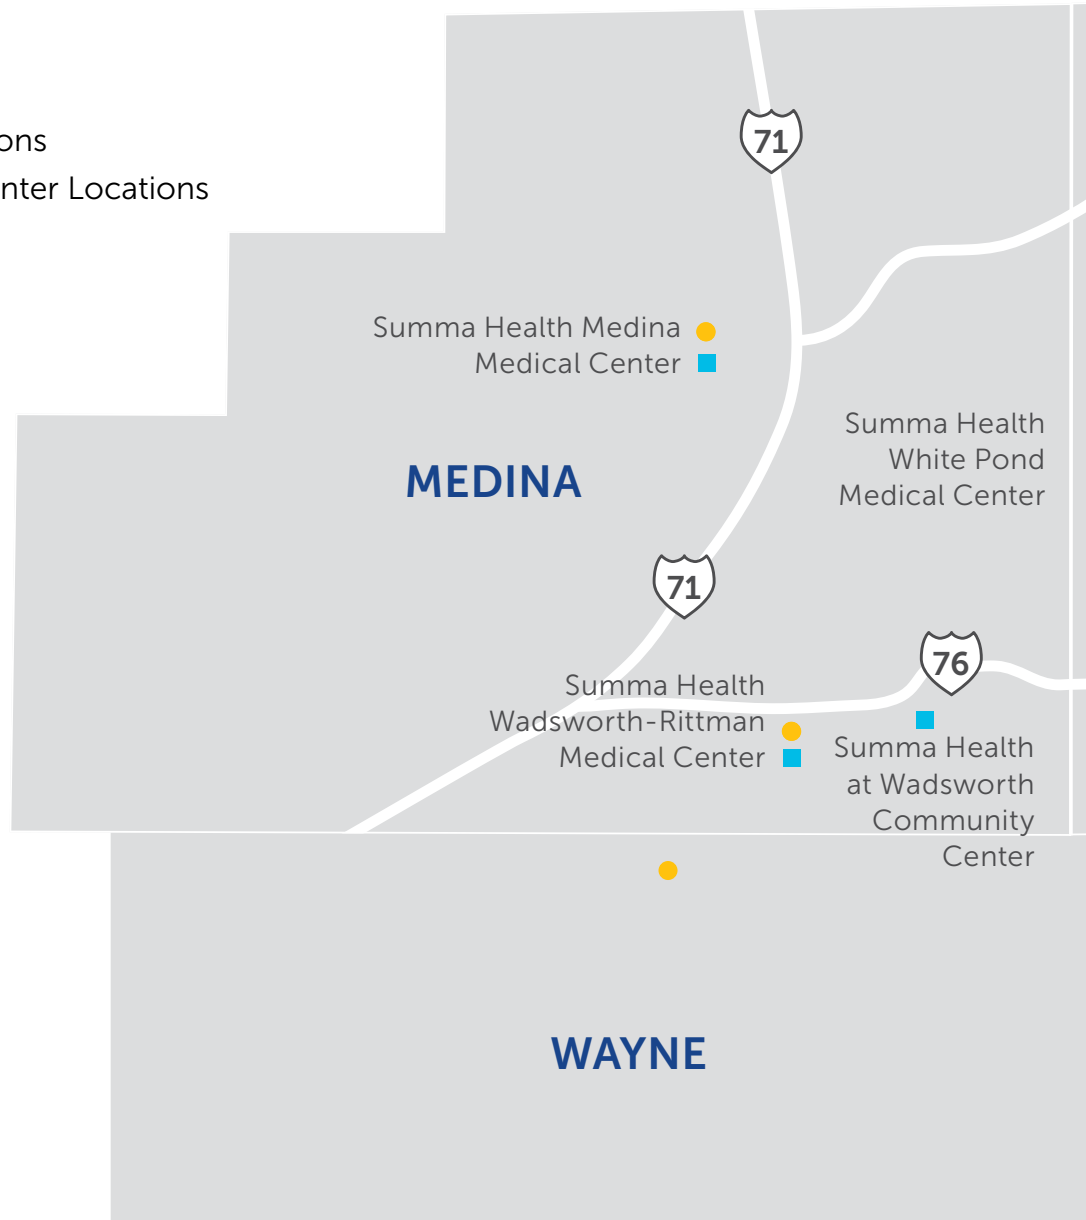 ons
nter Locations
71
Summa Health Medina
Medical Center
Summa Health
White Pond
Medical Center
MEDINA
71
76
Summa Health
Wadsworth-Rittman
Medical Center
Summa Health
at Wadsworth
Community
Center
WAYNE